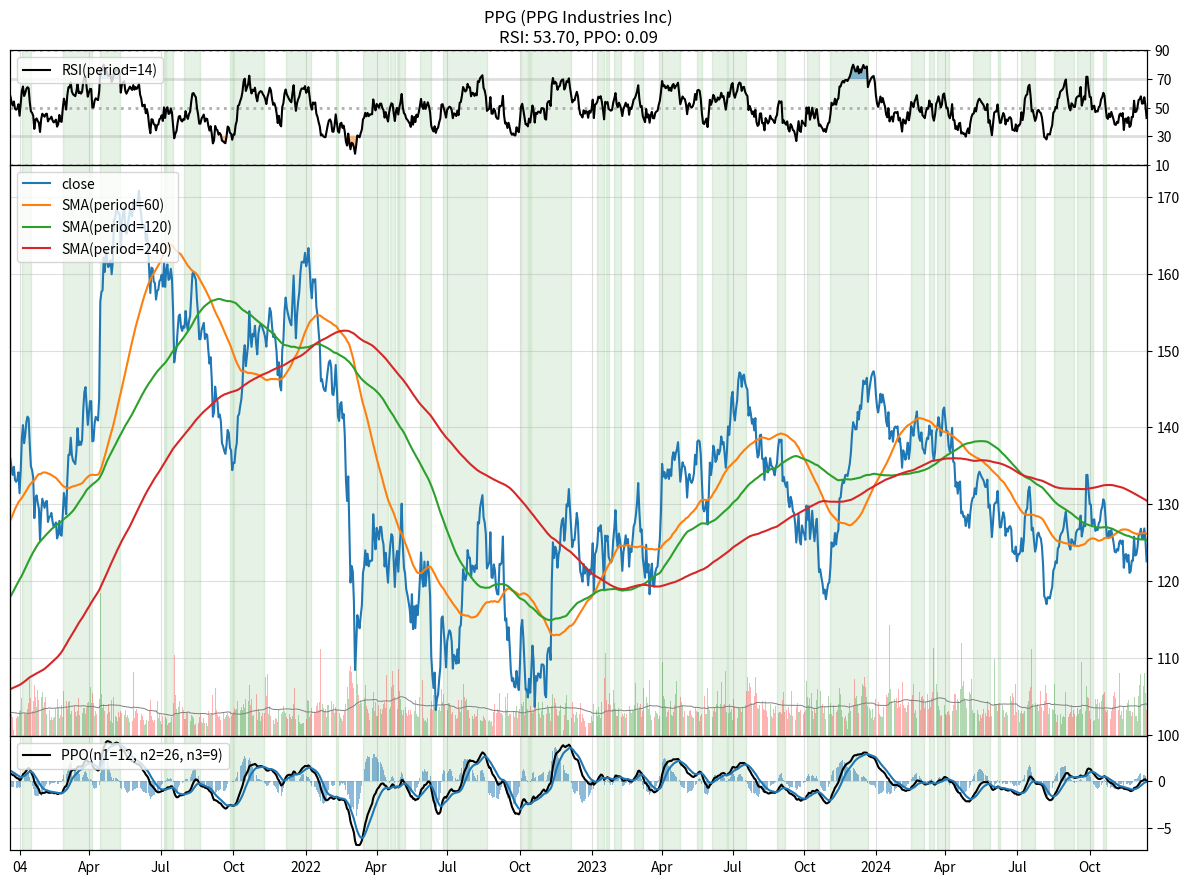 PPG (PPG Industries Inc)
RSI: 53.70, PPO: 0.09
RSI(period=14)
90
70
50
30
10
close
SMA(period=60)
SMA(period=120)
SMA(period=240)
170
160
150
140
130
120
110
100
PPO(n1=12, n2=26, n3=9)
0
−5
04 Apr Jul Oct 2022 Apr Jul Oct 2023 Apr Jul Oct 2024 Apr Jul Oct